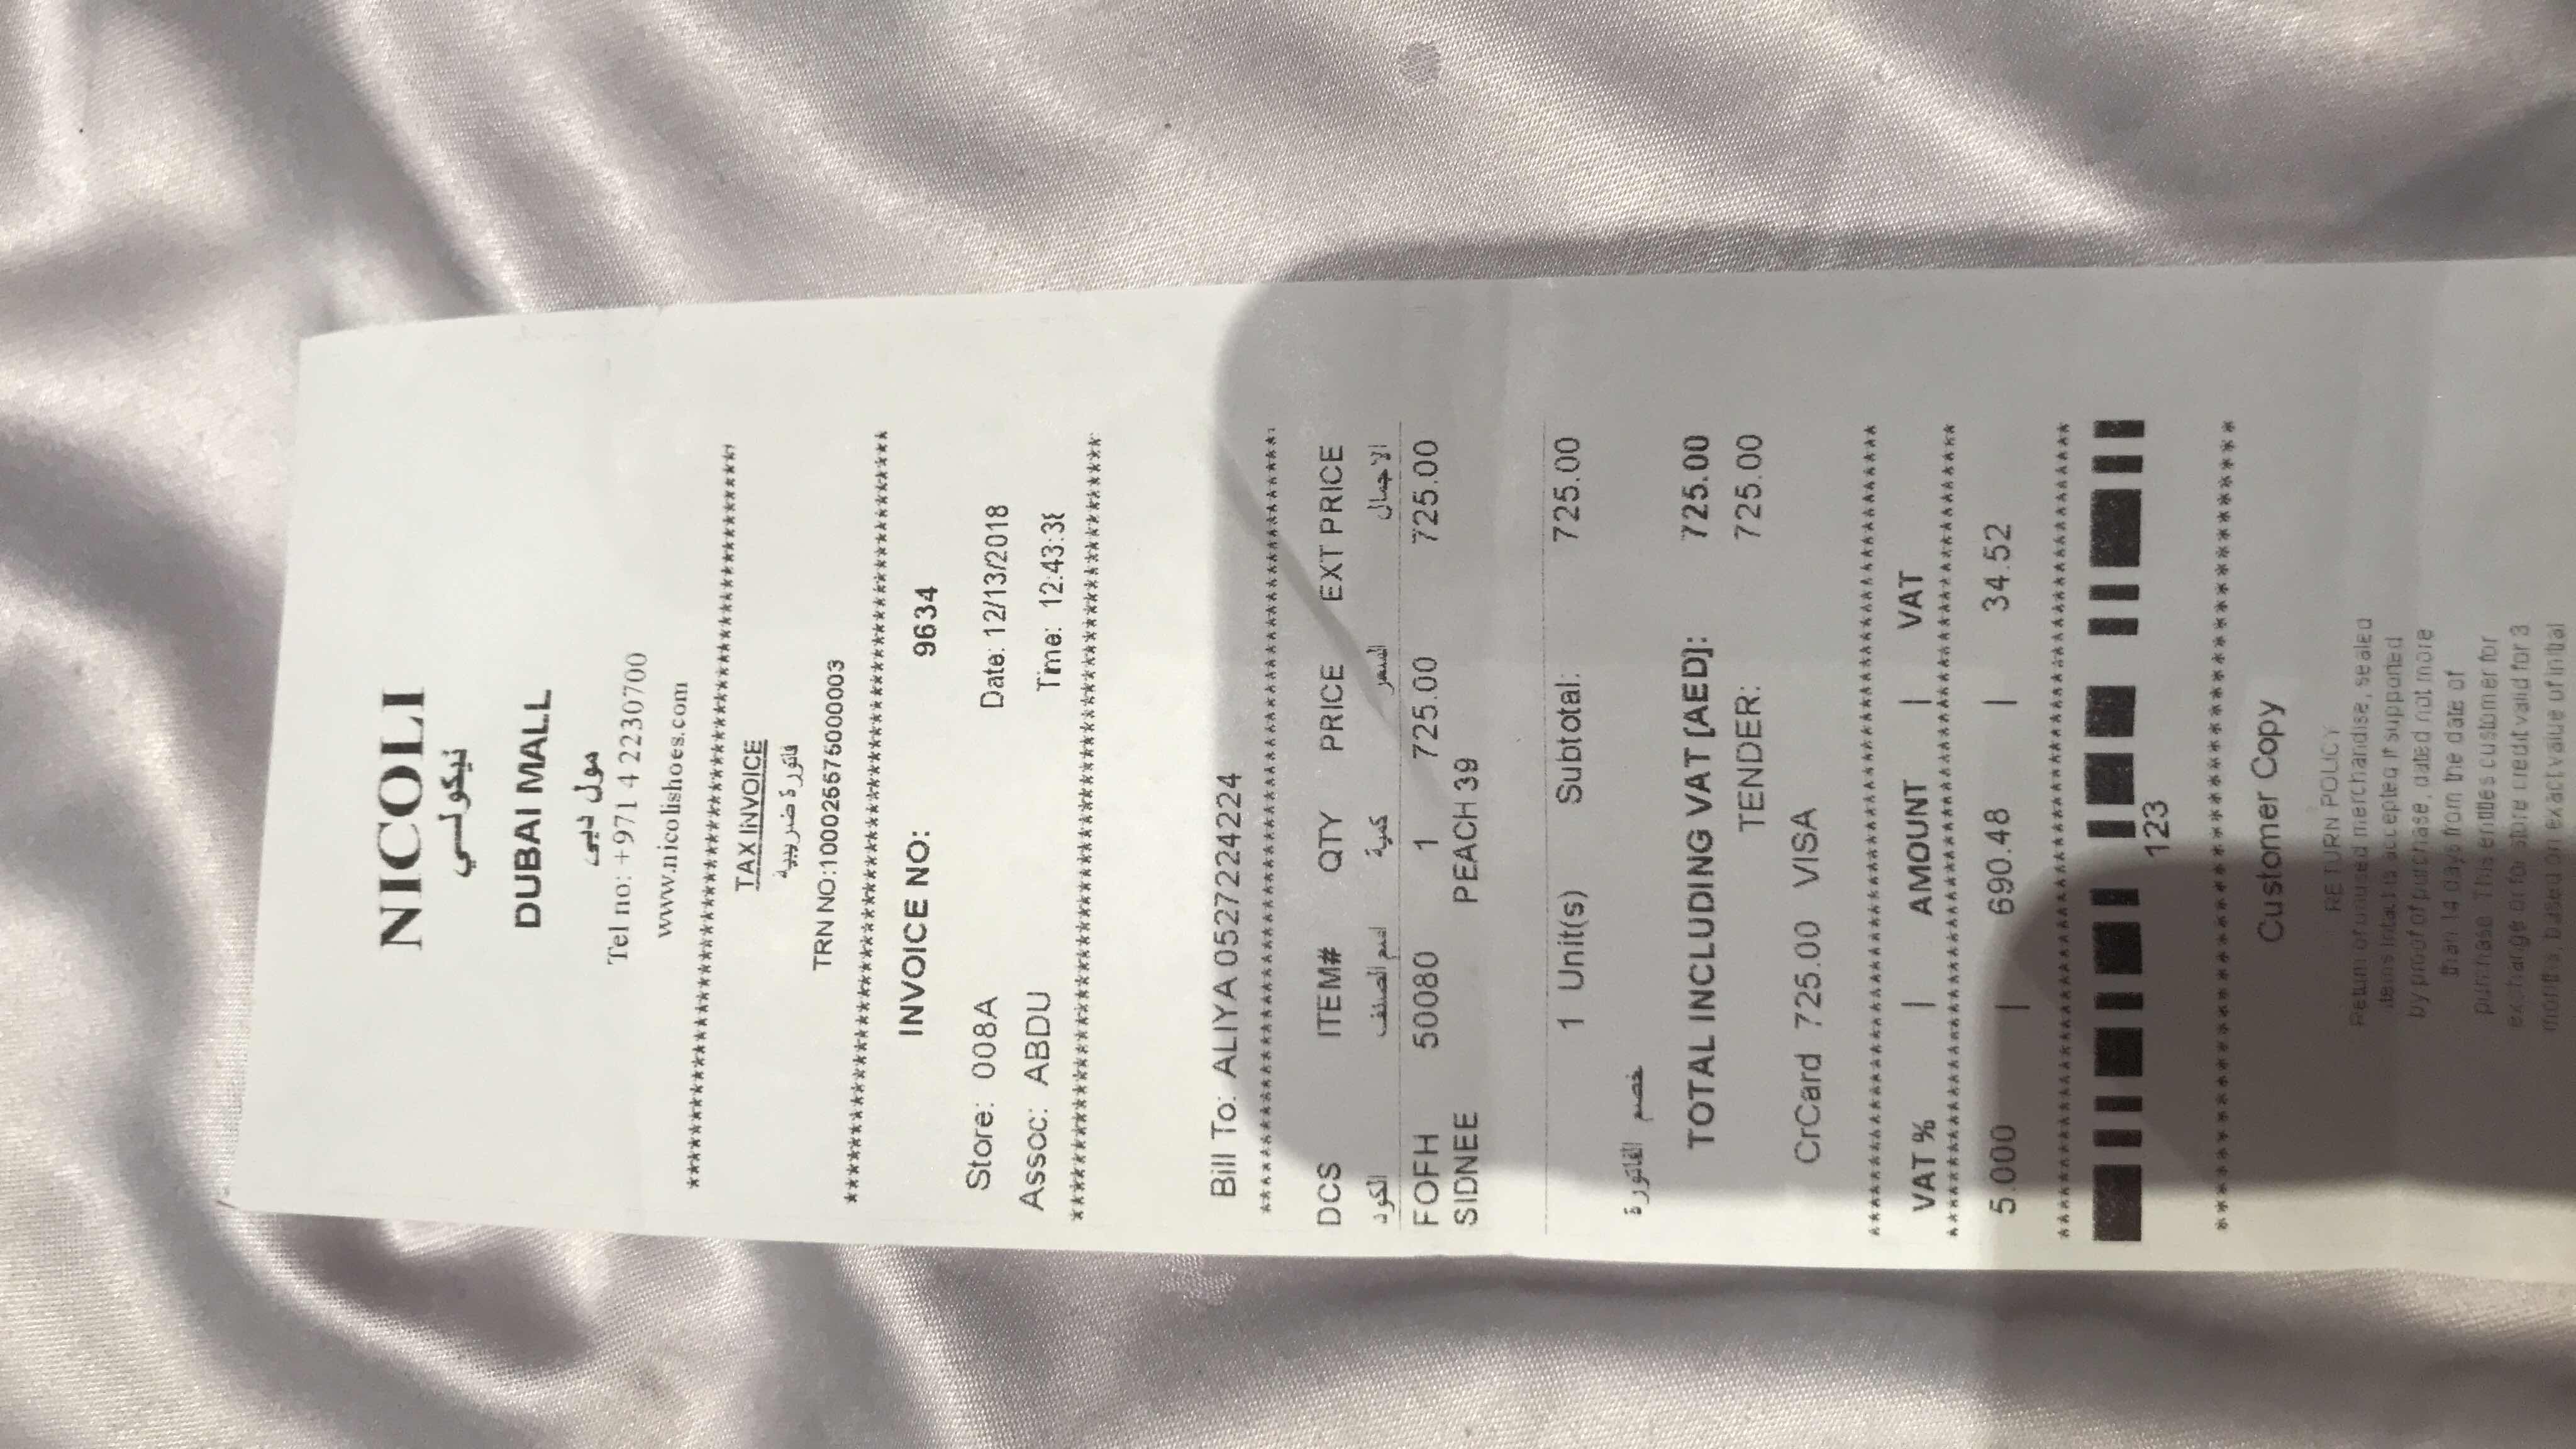 NICOLI
نيكولي
DUBAI MALL
مول دبى
Tel no: +971 4 2230700
www.nicolishoes.com
*******************************************************
TAX INVOICE
فاتورة ضريبية
TRN NO:100025575000003
*******************************************************
INVOICE NO: 9634
Store: 008A Date: 12/13/2018
Assoc: ABDU Time: 12:43:38
*******************************************************
Bill To: ALIYA 0527224224
*******************************************************
DCS ITEM# QTY PRICE EXT PRICE
الكود اسم الصنف كمية السعر الاجمال
FOFH 50080 1 725.00 725.00
SIDNEE PEACH 39
1 Unit(s) Subtotal: 725.00
خصم الفاتورة
TOTAL INCLUDING VAT [AED]: 725.00
TENDER: 725.00
CrCard 725.00 VISA
*******************************************************
VAT % | AMOUNT | VAT
*******************************************************
5.000 | 690.48 | 34.52
*******************************************************
123
*******************************************************
Customer Copy
RETURN POLICY
Return of unused merchandise, sealed
items intact is accepted if supported
by proof of purchase, dated not more
than 14 days from the date of
purchase. This entitles customer for
exchange or for store credit valid for 3
months, based on exact value of initial